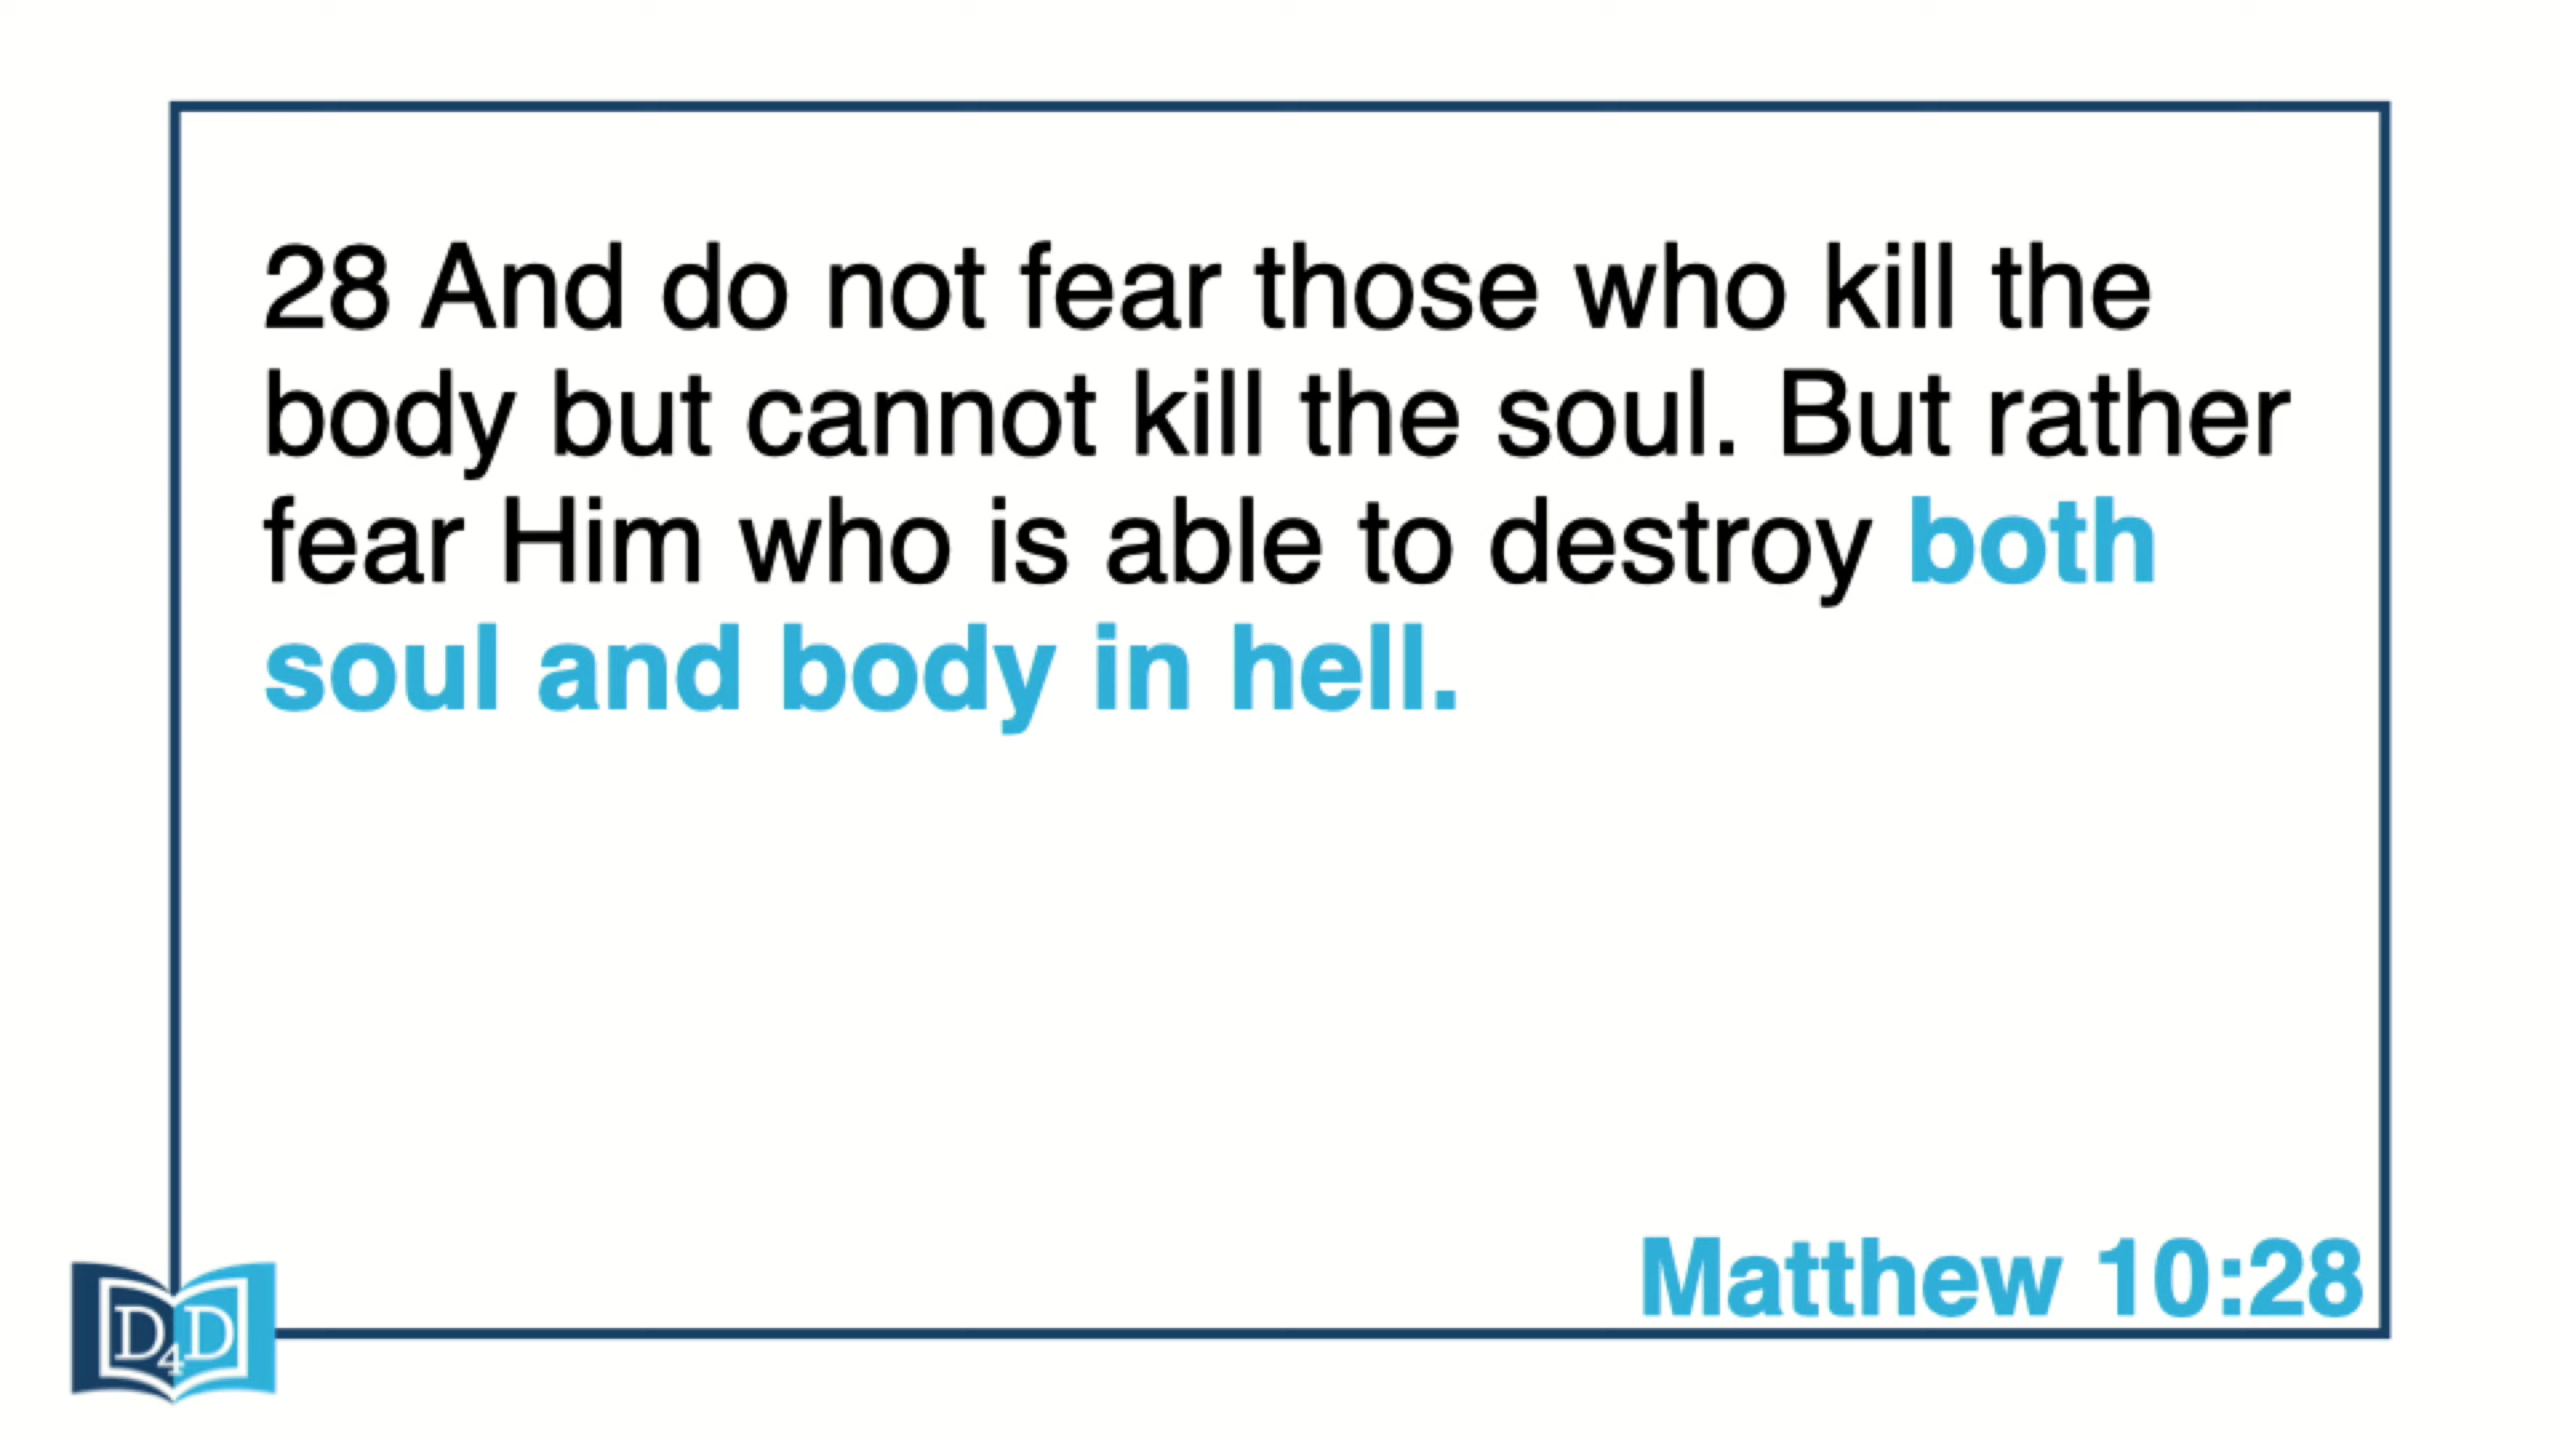 28 And do not fear those who kill the
body but cannot kill the soul. But rather
fear Him who is able to destroy both
soul and body in hell.
Matthew 10:28
D4D